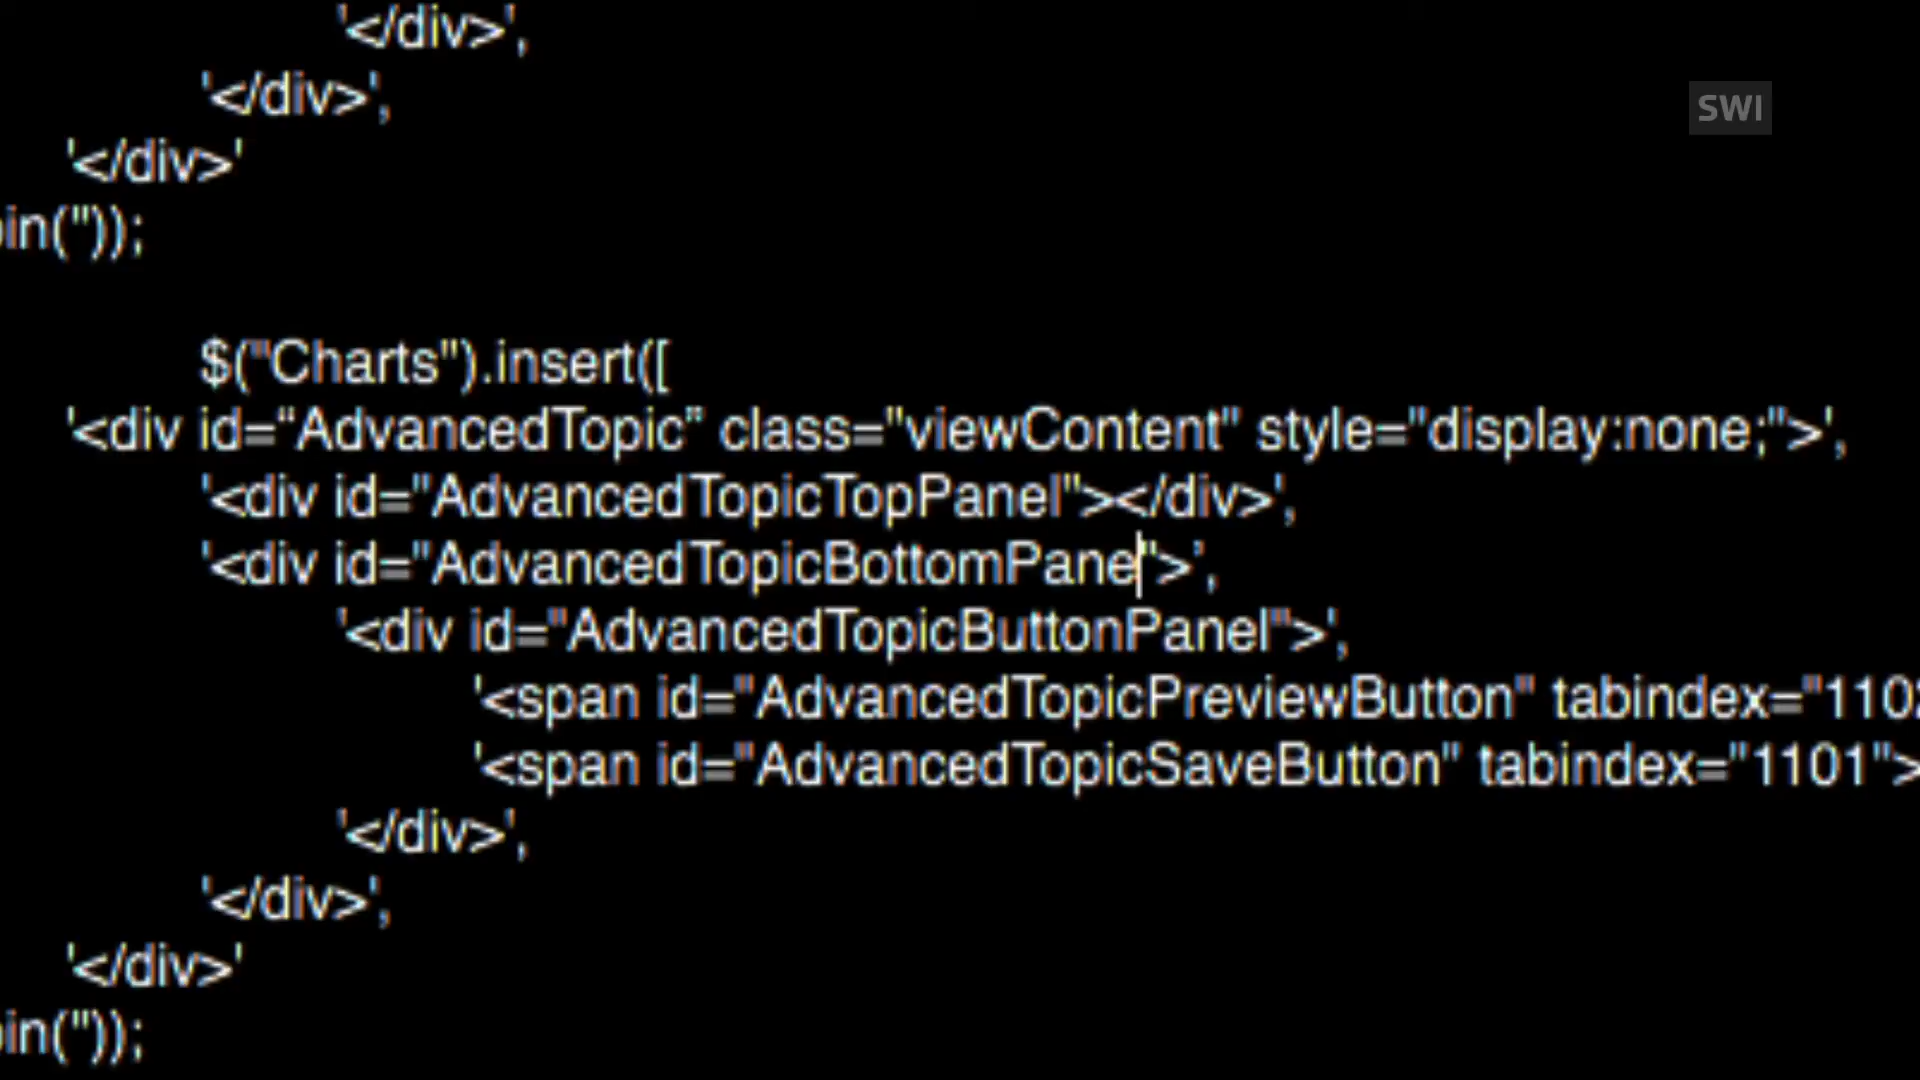 '</div>',
'</div>',
SWI
'</div>'
in(''));
$("Charts").insert([
'<div id="AdvancedTopic" class="viewContent" style="display:none;">',
'<div id="AdvancedTopicTopPanel"></div>',
'<div id="AdvancedTopicBottomPane">',
'<div id="AdvancedTopicButtonPanel">',
'<span id="AdvancedTopicPreviewButton" tabindex="110
'<span id="AdvancedTopicSaveButton" tabindex="1101">
'</div>',
'</div>',
'</div>'
in(''));